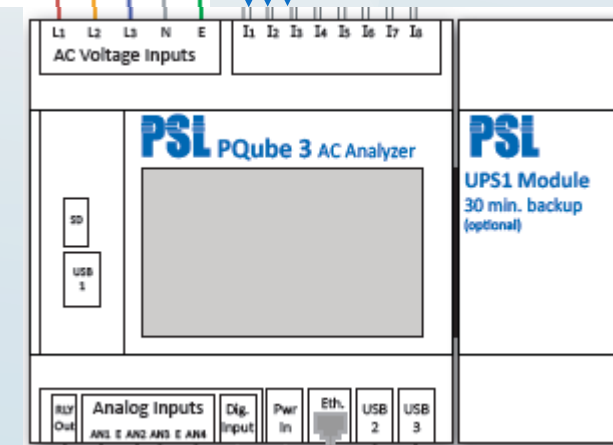 L1 L2 L3 N E
AC Voltage Inputs
I1 I2 I3 I4 I5 I6 I7 I8
PSL PQube 3 AC Analyzer
SD
USB
1
PSL
UPS1 Module
30 min. backup
(optional)
RLY
Out
Analog Inputs
AN1 E AN2 AN3 E AN4
Dig.
Input
Pwr
In
Eth.
USB
2
USB
3